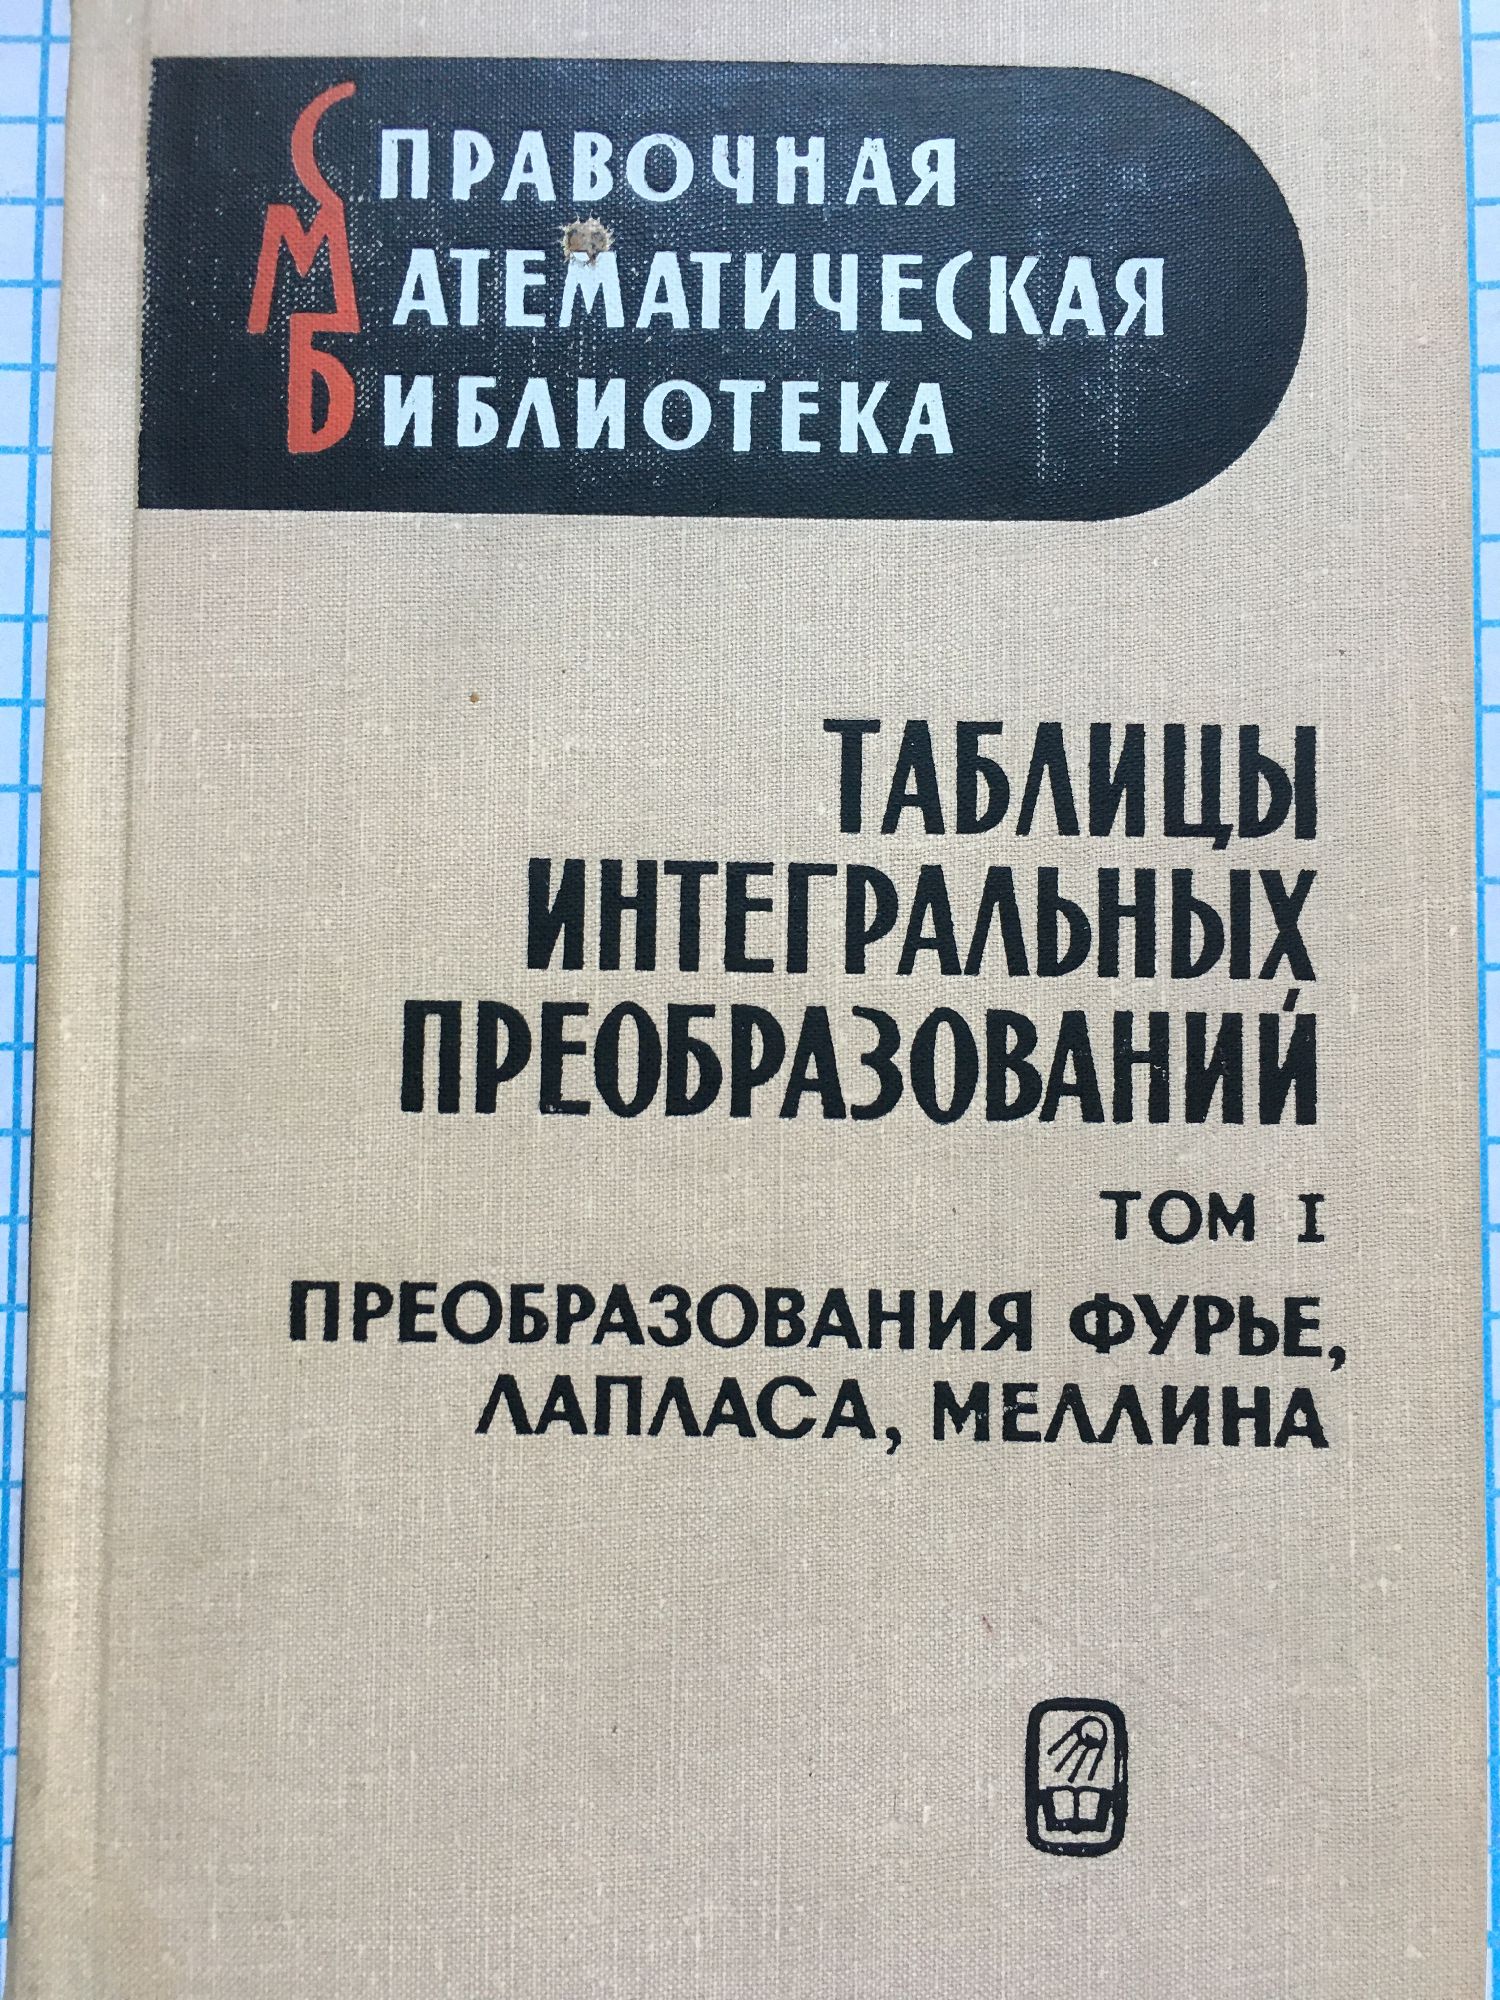 СПРАВОЧНАЯ
МАТЕМАТИЧЕСКАЯ
БИБЛИОТЕКА
ТАБЛИЦЫ
ИНТЕГРАЛЬНЫХ
ПРЕОБРАЗОВАНИЙ
ТОМ I
ПРЕОБРАЗОВАНИЯ ФУРЬЕ,
ЛАПЛАСА, МЕЛЛИНА